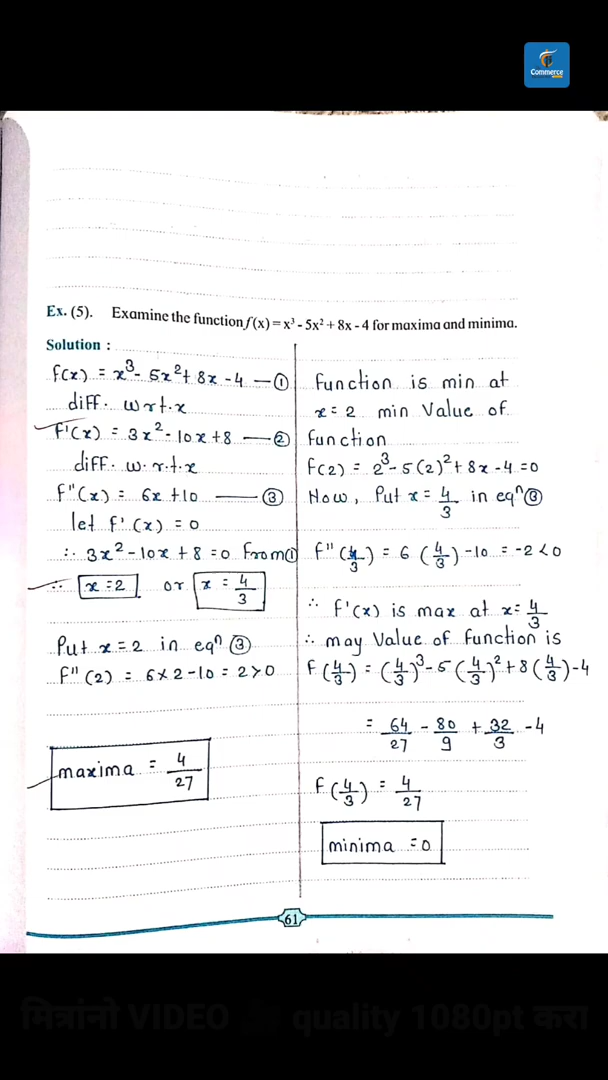 Commerce
Ex. (5). Examine the function f(x) = x³ - 5x² + 8x - 4 for maxima and minima.
Solution :
f(x) = x³ - 5x² + 8x - 4 — ①
diff. w r t. x
f'(x) = 3x² - 10x + 8 — ②
diff. w. r. t. x
f''(x) = 6x + 10 — ③
let f'(x) = 0
∴ 3x² - 10x + 8 = 0 from ①
∴ x = 2 or x = 4/3
Put x = 2 in eqⁿ ③
f''(2) = 6 x 2 - 10 = 2 > 0
maxima = 4/27
function is min at
x = 2 min Value of
function
f(2) = 2³ - 5(2)² + 8x - 4 = 0
Now, Put x = 4/3 in eqⁿ ③
f''(4/3) = 6 (4/3) - 10 = -2 < 0
∴ f'(x) is max at x = 4/3
∴ may Value of function is
f(4/3) = (4/3)³ - 5 (4/3)² + 8 (4/3) - 4
= 64/27 - 80/9 + 32/3 - 4
f(4/3) = 4/27
minima = 0
61
मित्रांनो VIDEO quality 1080pt करा